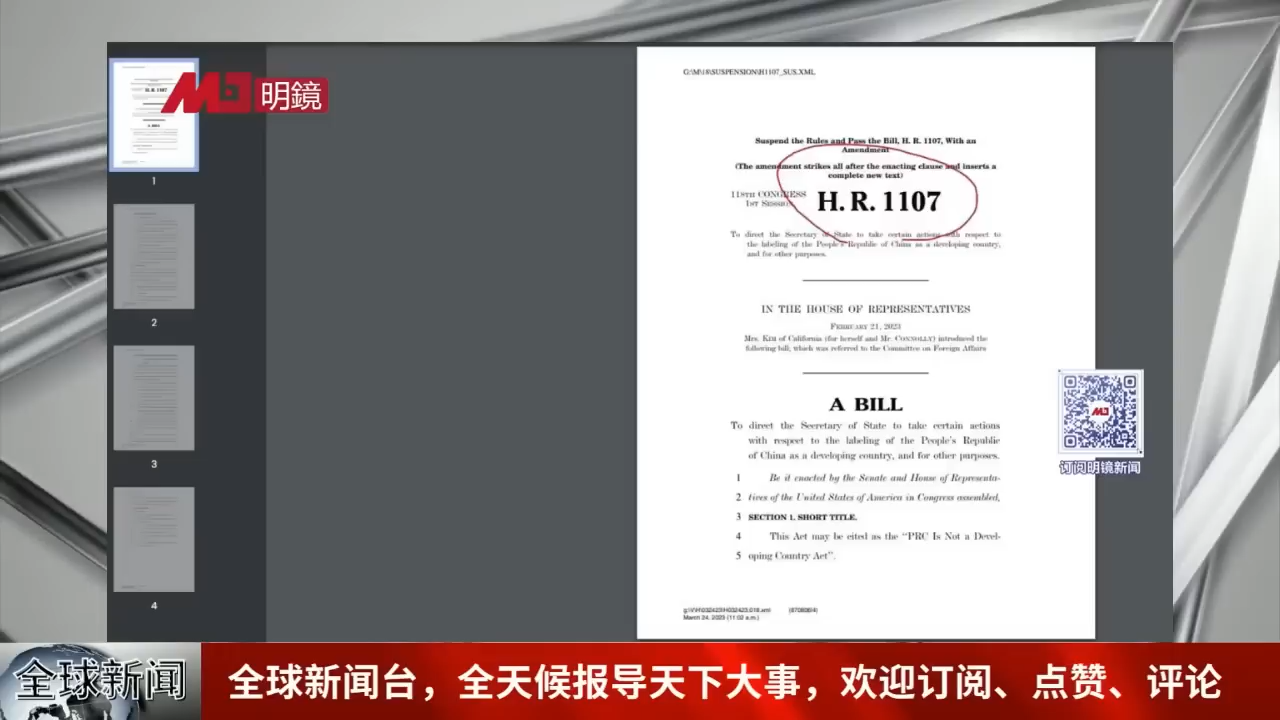 G:\M\18\SUSPENSION\H1107_SUS.XML
明鏡
Suspend the Rules and Pass the Bill, H. R. 1107, With an
Amendment
(The amendment strikes all after the enacting clause and inserts a
complete new text)
118TH CONGRESS
1ST SESSION
H. R. 1107
To direct the Secretary of State to take certain actions with respect to
the labeling of the People's Republic of China as a developing country,
and for other purposes.
IN THE HOUSE OF REPRESENTATIVES
FEBRUARY 21, 2023
Mrs. KIM of California (for herself and Mr. CONNOLLY) introduced the
following bill; which was referred to the Committee on Foreign Affairs
A BILL
To direct the Secretary of State to take certain actions
with respect to the labeling of the People's Republic
of China as a developing country, and for other purposes.
1 Be it enacted by the Senate and House of Representa-
2 tives of the United States of America in Congress assembled,
3 SECTION 1. SHORT TITLE.
4 This Act may be cited as the “PRC Is Not a Devel-
5 oping Country Act”.
March 24, 2023 (11:02 a.m.)
1
2
3
4
订阅明镜新闻
全球新闻
全球新闻台，全天候报导天下大事，欢迎订阅、点赞、评论